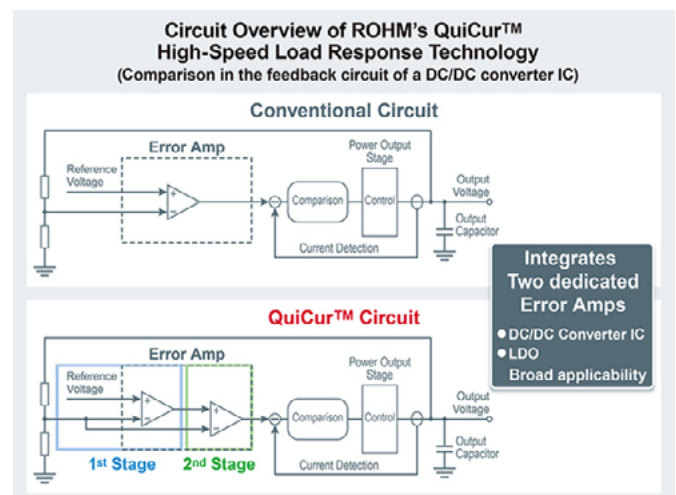 Circuit Overview of ROHM's QuiCur™
High-Speed Load Response Technology
(Comparison in the feedback circuit of a DC/DC converter IC)
Conventional Circuit
Error Amp
Power Output
Stage
Reference
Voltage
+
−
−
Comparison
Control
Output
Voltage
Output
Capacitor
Current Detection
Integrates
Two dedicated
Error Amps
● DC/DC Converter IC
● LDO
Broad applicability
QuiCur™ Circuit
Error Amp
Power Output
Stage
Reference
Voltage
+
−
+
−
−
Comparison
Control
Output
Voltage
Output
Capacitor
1st Stage
2nd Stage
Current Detection